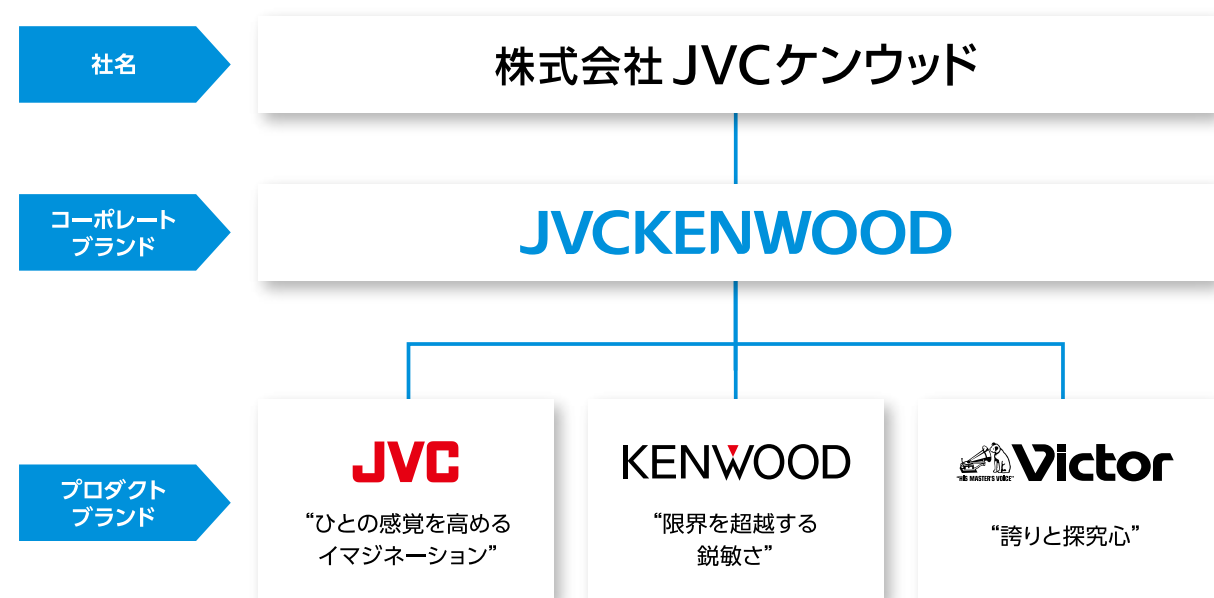 社名
株式会社 JVCケンウッド
コーポレート
ブランド
JVCKENWOOD
プロダクト
ブランド
JVC
“ひとの感覚を高める
イマジネーション”
KENWOOD
“限界を超越する
鋭敏さ”
"HIS MASTER'S VOICE"
Victor
“誇りと探究心”